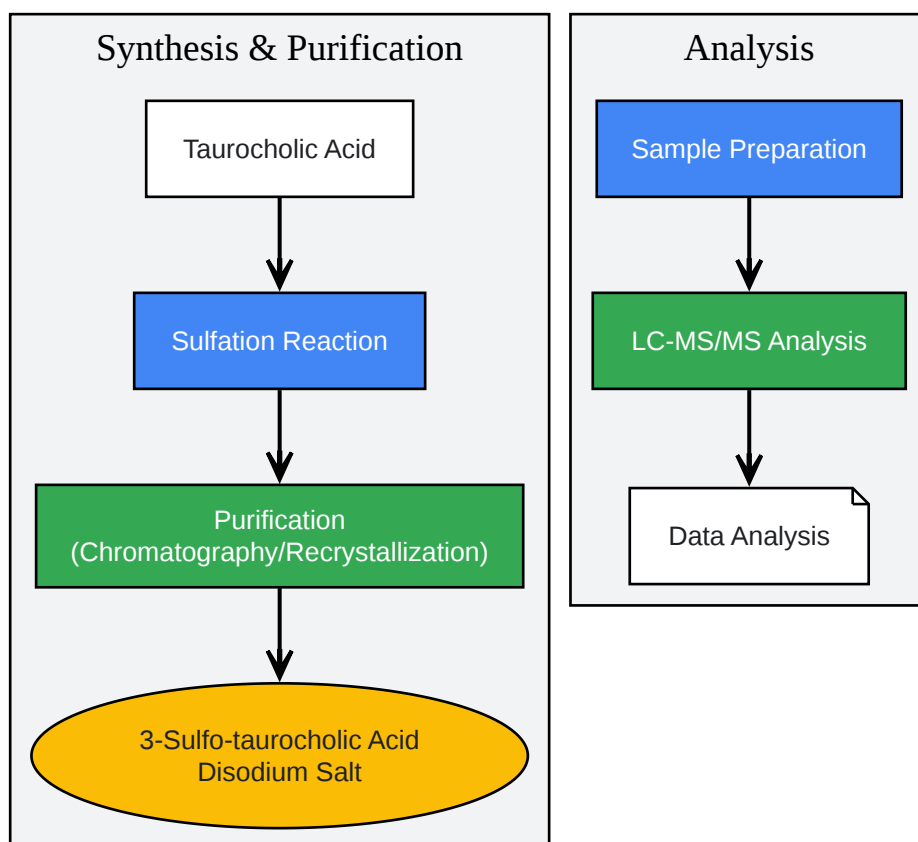 Synthesis & Purification
Taurocholic Acid
Sulfation Reaction
Purification
(Chromatography/Recrystallization)
3-Sulfo-taurocholic Acid
Disodium Salt
Analysis
Sample Preparation
LC-MS/MS Analysis
Data Analysis